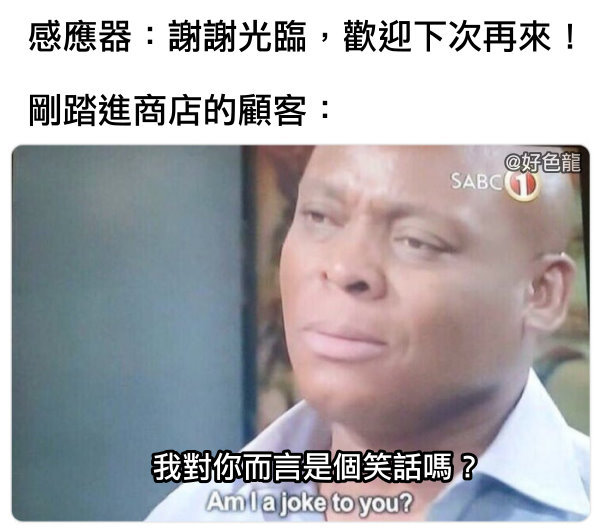 感應器：謝謝光臨，歡迎下次再來！
剛踏進商店的顧客：
@好色龍
SABC 1
我對你而言是個笑話嗎？
Am I a joke to you?